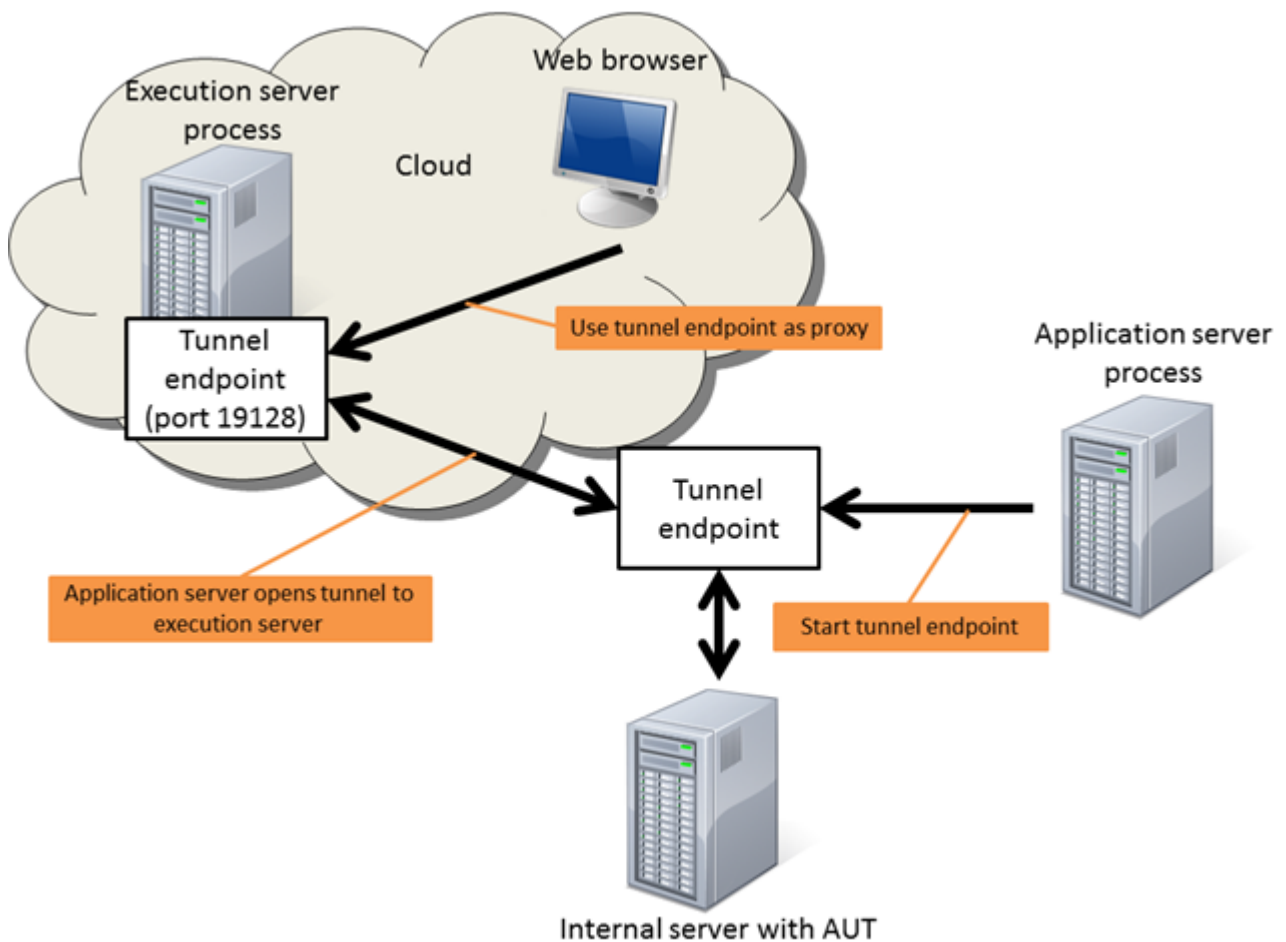 Web browser
Execution server
process
Cloud
Use tunnel endpoint as proxy
Tunnel
endpoint
(port 19128)
Application server
process
Tunnel
endpoint
Application server opens tunnel to
execution server
Start tunnel endpoint
Internal server with AUT